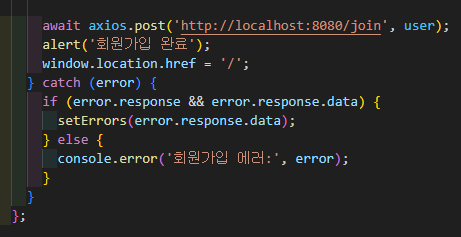 await axios.post('http://localhost:8080/join', user);
alert('회원가입 완료');
window.location.href = '/';
} catch (error) {
if (error.response && error.response.data) {
setErrors(error.response.data);
} else {
console.error('회원가입 에러:', error);
}
}
};